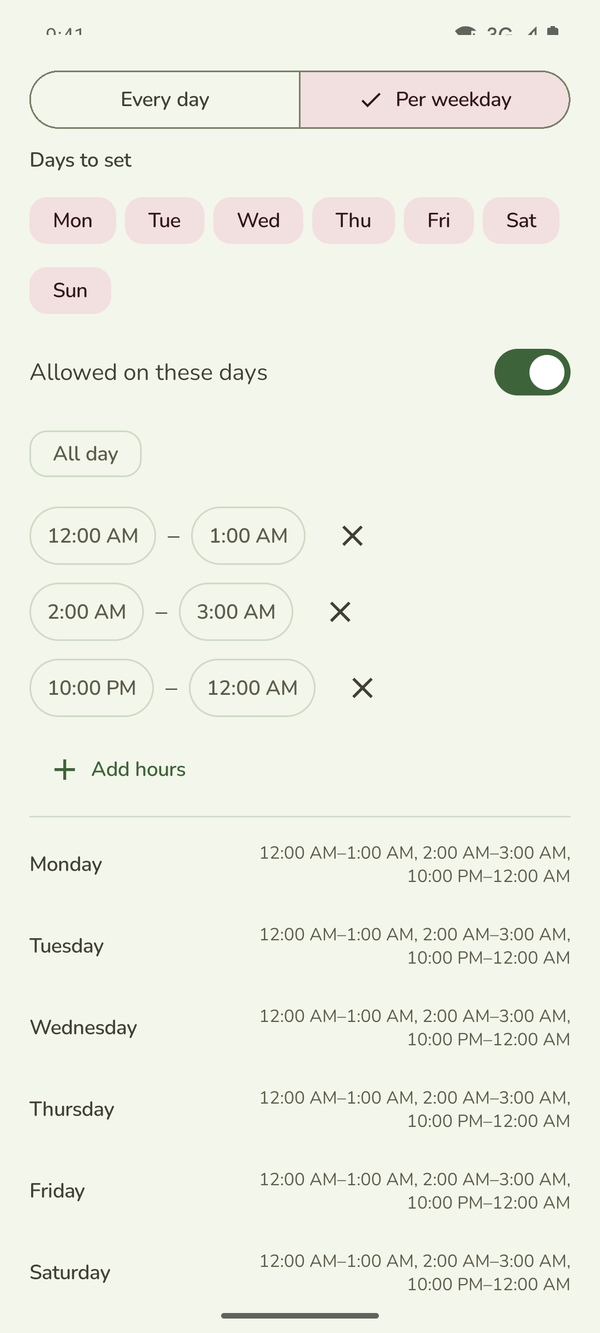 9:41 3G
Every day Per weekday
Days to set
Mon Tue Wed Thu Fri Sat
Sun
Allowed on these days
All day
12:00 AM – 1:00 AM
2:00 AM – 3:00 AM
10:00 PM – 12:00 AM
Add hours
Monday 12:00 AM–1:00 AM, 2:00 AM–3:00 AM,
10:00 PM–12:00 AM
Tuesday 12:00 AM–1:00 AM, 2:00 AM–3:00 AM,
10:00 PM–12:00 AM
Wednesday 12:00 AM–1:00 AM, 2:00 AM–3:00 AM,
10:00 PM–12:00 AM
Thursday 12:00 AM–1:00 AM, 2:00 AM–3:00 AM,
10:00 PM–12:00 AM
Friday 12:00 AM–1:00 AM, 2:00 AM–3:00 AM,
10:00 PM–12:00 AM
Saturday 12:00 AM–1:00 AM, 2:00 AM–3:00 AM,
10:00 PM–12:00 AM